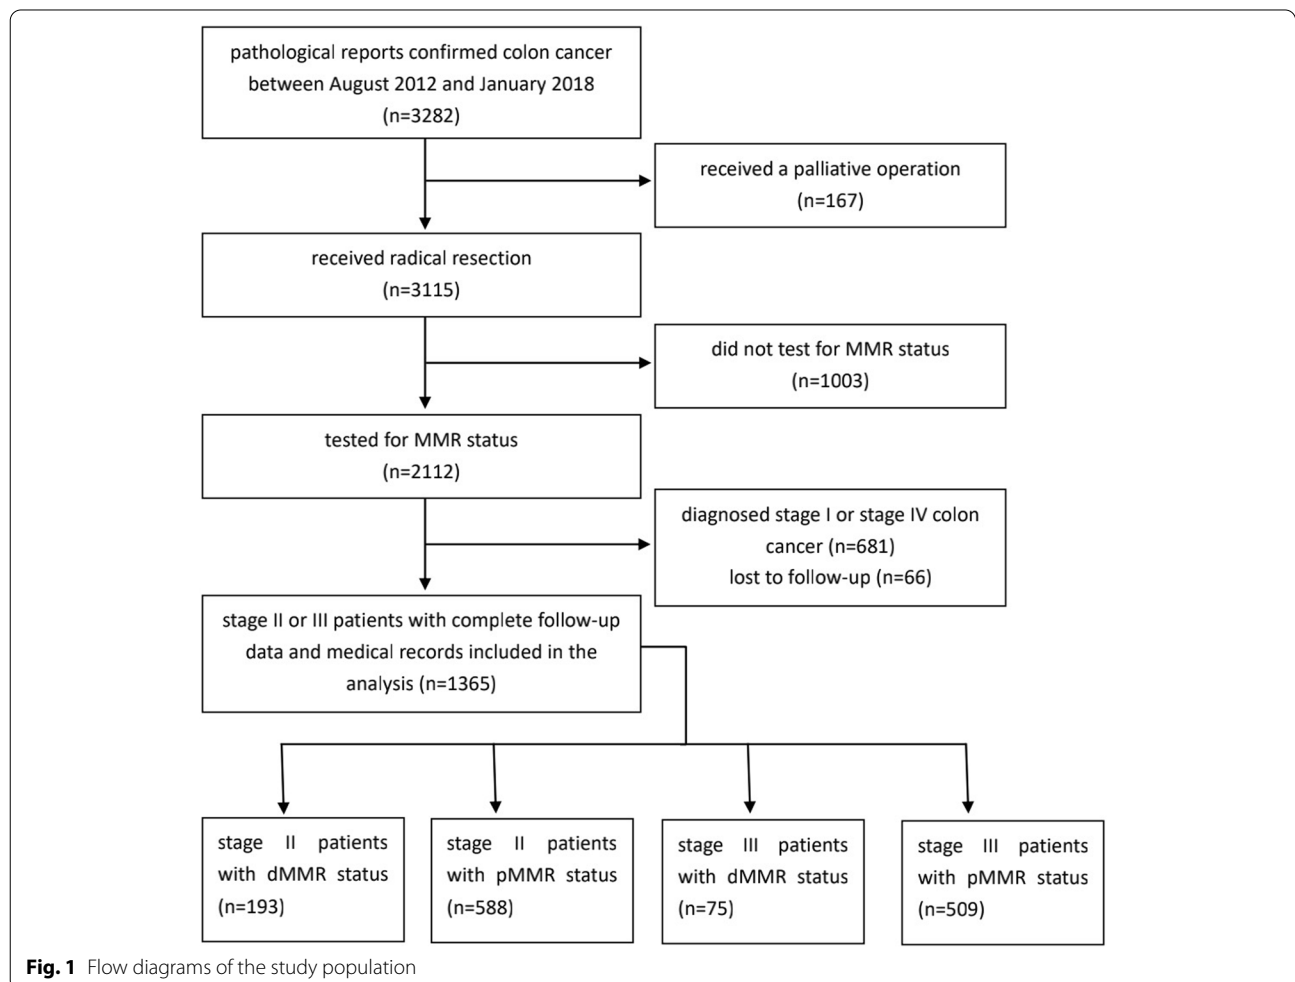 pathological reports confirmed colon cancer
between August 2012 and January 2018
(n=3282)
received a palliative operation
(n=167)
received radical resection
(n=3115)
did not test for MMR status
(n=1003)
tested for MMR status
(n=2112)
diagnosed stage I or stage IV colon
cancer (n=681)
lost to follow-up (n=66)
stage II or III patients with complete follow-up
data and medical records included in the
analysis (n=1365)
stage II patients
with dMMR status
(n=193)
stage II patients
with pMMR status
(n=588)
stage III patients
with dMMR status
(n=75)
stage III patients
with pMMR status
(n=509)
Fig. 1 Flow diagrams of the study population